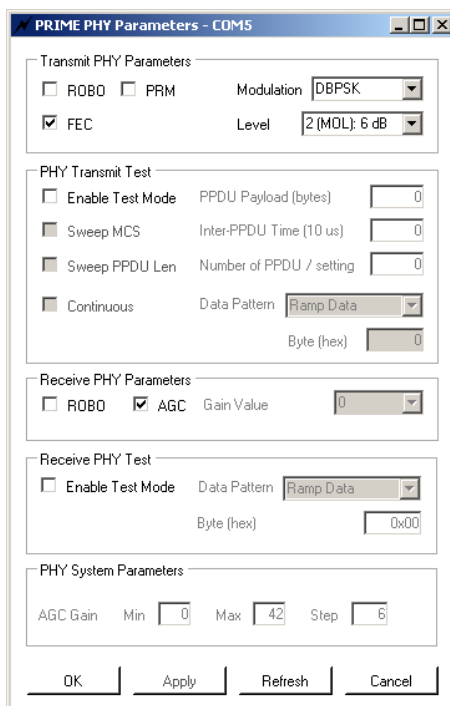 PRIME PHY Parameters - COM5
Transmit PHY Parameters
ROBO PRM Modulation DBPSK
FEC Level 2 (MOL): 6 dB
PHY Transmit Test
Enable Test Mode PPDU Payload (bytes) 0
Sweep MCS Inter-PPDU Time (10 us) 0
Sweep PPDU Len Number of PPDU / setting 0
Continuous Data Pattern Ramp Data
Byte (hex) 0
Receive PHY Parameters
ROBO AGC Gain Value 0
Receive PHY Test
Enable Test Mode Data Pattern Ramp Data
Byte (hex) 0x00
PHY System Parameters
AGC Gain Min 0 Max 42 Step 6
OK Apply Refresh Cancel